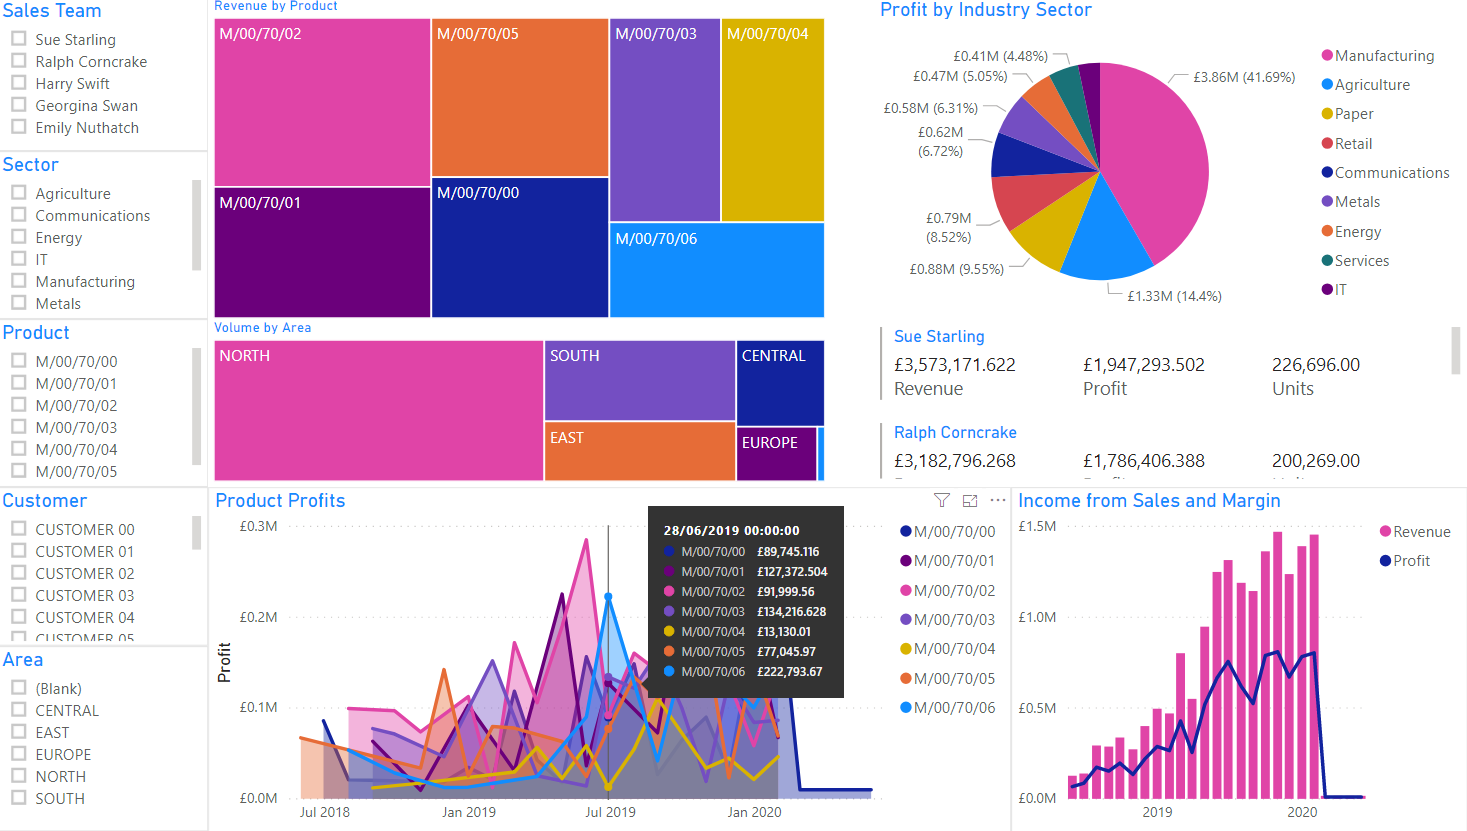 Sales Team
Sue Starling
Ralph Corncrake
Harry Swift
Georgina Swan
Emily Nuthatch
Sector
Agriculture
Communications
Energy
IT
Manufacturing
Metals
Product
M/00/70/00
M/00/70/01
M/00/70/02
M/00/70/03
M/00/70/04
M/00/70/05
Customer
CUSTOMER 00
CUSTOMER 01
CUSTOMER 02
CUSTOMER 03
CUSTOMER 04
CUSTOMER 05
Area
(Blank)
CENTRAL
EAST
EUROPE
NORTH
SOUTH
Revenue by Product
M/00/70/02
M/00/70/05
M/00/70/03
M/00/70/04
M/00/70/01
M/00/70/00
M/00/70/06
Volume by Area
NORTH
SOUTH
CENTRAL
EAST
EUROPE
Profit by Industry Sector
£0.41M (4.48%)
£0.47M (5.05%)
£0.58M (6.31%)
£0.62M
(6.72%)
£0.79M
(8.52%)
£0.88M (9.55%)
£1.33M (14.4%)
£3.86M (41.69%)
Manufacturing
Agriculture
Paper
Retail
Communications
Metals
Energy
Services
IT
Sue Starling
£3,573,171.622 £1,947,293.502 226,696.00
Revenue Profit Units
Ralph Corncrake
£3,182,796.268 £1,786,406.388 200,269.00
Product Profits
£0.3M
£0.2M
£0.1M
£0.0M
Profit
Jul 2018 Jan 2019 Jul 2019 Jan 2020
28/06/2019 00:00:00
M/00/70/00 £89,745.116
M/00/70/01 £127,372.504
M/00/70/02 £91,999.56
M/00/70/03 £134,216.628
M/00/70/04 £13,130.01
M/00/70/05 £77,045.97
M/00/70/06 £222,793.67
M/00/70/00
M/00/70/01
M/00/70/02
M/00/70/03
M/00/70/04
M/00/70/05
M/00/70/06
Income from Sales and Margin
£1.5M
£1.0M
£0.5M
£0.0M
2019 2020
Revenue
Profit